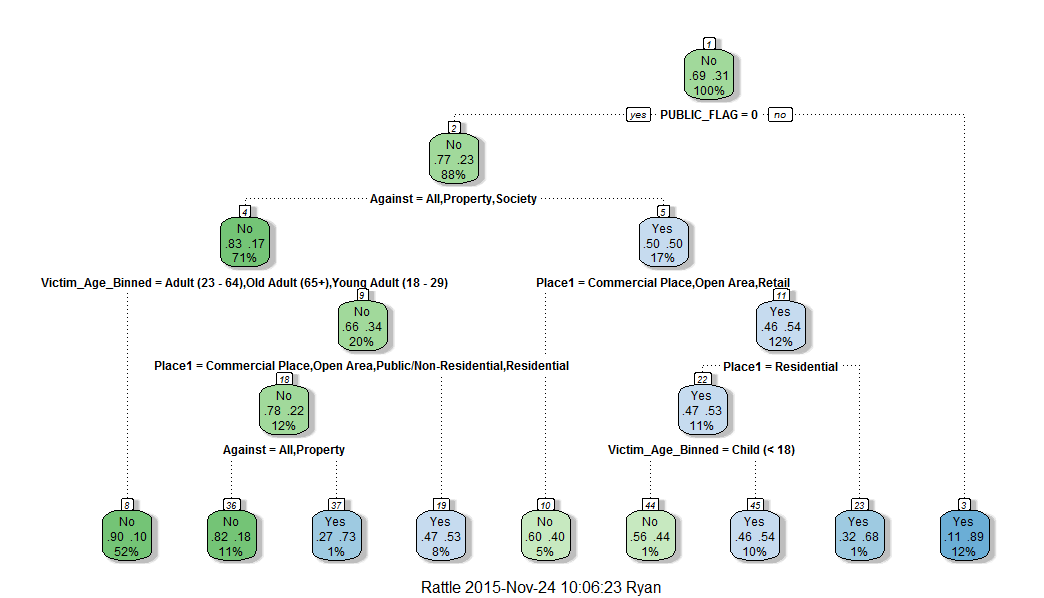 1
No
.69 .31
100%
yes PUBLIC_FLAG = 0 no
2
No
.77 .23
88%
Against = All,Property,Society
4
No
.83 .17
71%
5
Yes
.50 .50
17%
Victim_Age_Binned = Adult (23 - 64),Old Adult (65+),Young Adult (18 - 29)
Place1 = Commercial Place,Open Area,Retail
9
No
.66 .34
20%
11
Yes
.46 .54
12%
Place1 = Commercial Place,Open Area,Public/Non-Residential,Residential
Place1 = Residential
18
No
.78 .22
12%
22
Yes
.47 .53
11%
Against = All,Property
Victim_Age_Binned = Child (< 18)
8
No
.90 .10
52%
36
No
.82 .18
11%
37
Yes
.27 .73
1%
19
Yes
.47 .53
8%
10
No
.60 .40
5%
44
No
.56 .44
1%
45
Yes
.46 .54
10%
23
Yes
.32 .68
1%
3
Yes
.11 .89
12%
Rattle 2015-Nov-24 10:06:23 Ryan